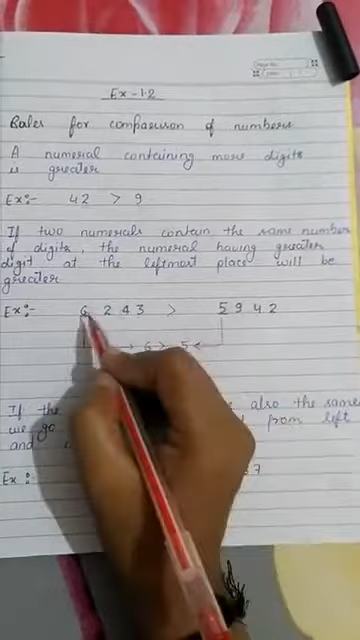 Ex - 1.2
Rules for comparison of numbers
A numeral containing more digits
is greater
Ex:- 42 > 9
If two numerals contain the same number
of digits, the numeral having greater
digit at the leftmost place will be
greater
Ex:- 6 2 4 3 > 5 9 4 2
6 > 5
If the also the same
we go from left
and
Ex :- 7